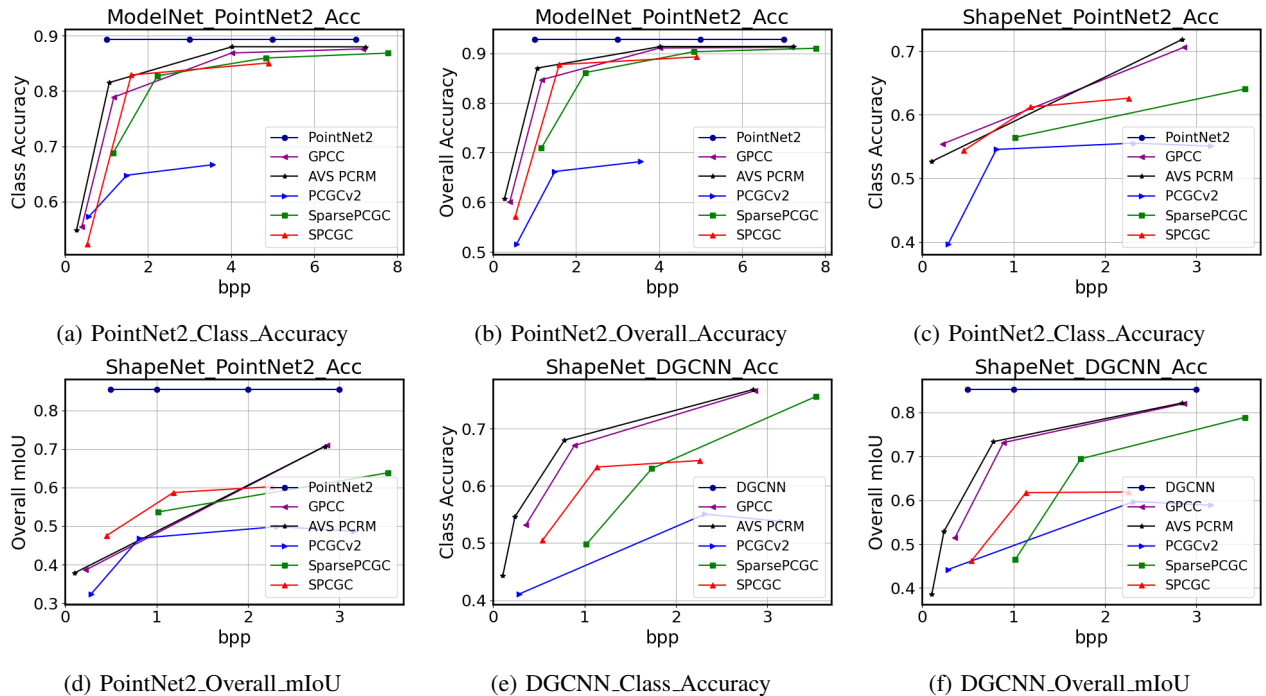 ModelNet_PointNet2_Acc
Class Accuracy
0.9
0.8
0.7
0.6
0 2 4 6 8
bpp
PointNet2
GPCC
AVS PCRM
PCGCv2
SparsePCGC
SPCGC
(a) PointNet2_Class_Accuracy
ModelNet_PointNet2_Acc
Overall Accuracy
0.9
0.8
0.7
0.6
0.5
0 2 4 6 8
bpp
PointNet2
GPCC
AVS PCRM
PCGCv2
SparsePCGC
SPCGC
(b) PointNet2_Overall_Accuracy
ShapeNet_PointNet2_Acc
Class Accuracy
0.7
0.6
0.5
0.4
0 1 2 3
bpp
PointNet2
GPCC
AVS PCRM
PCGCv2
SparsePCGC
SPCGC
(c) PointNet2_Class_Accuracy
ShapeNet_PointNet2_Acc
Overall mIoU
0.8
0.7
0.6
0.5
0.4
0.3
0 1 2 3
bpp
PointNet2
GPCC
AVS PCRM
PCGCv2
SparsePCGC
SPCGC
(d) PointNet2_Overall_mIoU
ShapeNet_DGCNN_Acc
Class Accuracy
0.7
0.6
0.5
0.4
0 1 2 3
bpp
DGCNN
GPCC
AVS PCRM
PCGCv2
SparsePCGC
SPCGC
(e) DGCNN_Class_Accuracy
ShapeNet_DGCNN_Acc
Overall mIoU
0.8
0.7
0.6
0.5
0.4
0 1 2 3
bpp
DGCNN
GPCC
AVS PCRM
PCGCv2
SparsePCGC
SPCGC
(f) DGCNN_Overall_mIoU